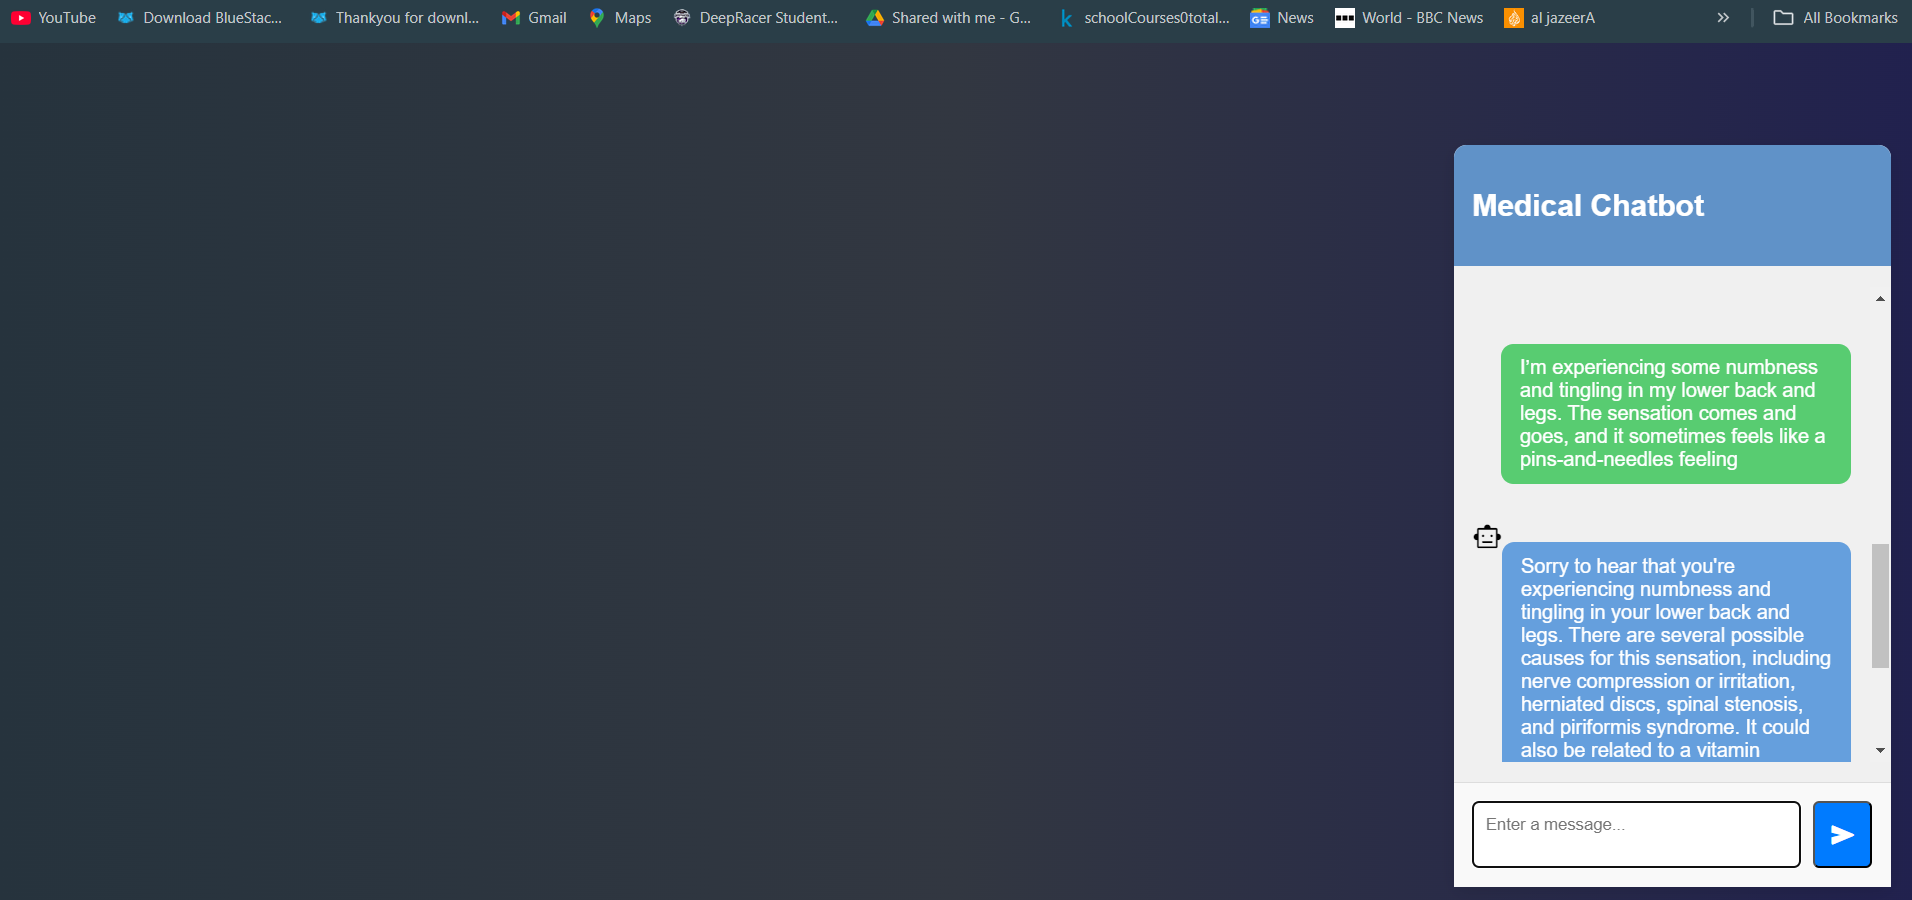 YouTube Download BlueStac... Thankyou for downl... Gmail Maps DeepRacer Student... Shared with me - G... schoolCourses0total... News World - BBC News al jazeerA All Bookmarks
Medical Chatbot
I'm experiencing some numbness
and tingling in my lower back and
legs. The sensation comes and
goes, and it sometimes feels like a
pins-and-needles feeling
Sorry to hear that you're
experiencing numbness and
tingling in your lower back and
legs. There are several possible
causes for this sensation, including
nerve compression or irritation,
herniated discs, spinal stenosis,
and piriformis syndrome. It could
also be related to a vitamin
Enter a message...